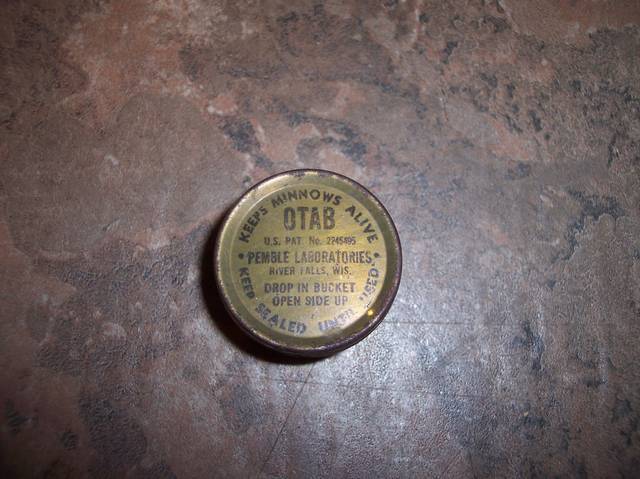 KEEPS MINNOWS ALIVE
OTAB
U.S. PAT. No. 2245495
• PEMBLE LABORATORIES •
RIVER FALLS, WIS.
DROP IN BUCKET
OPEN SIDE UP
KEEP SEALED UNTIL USED.